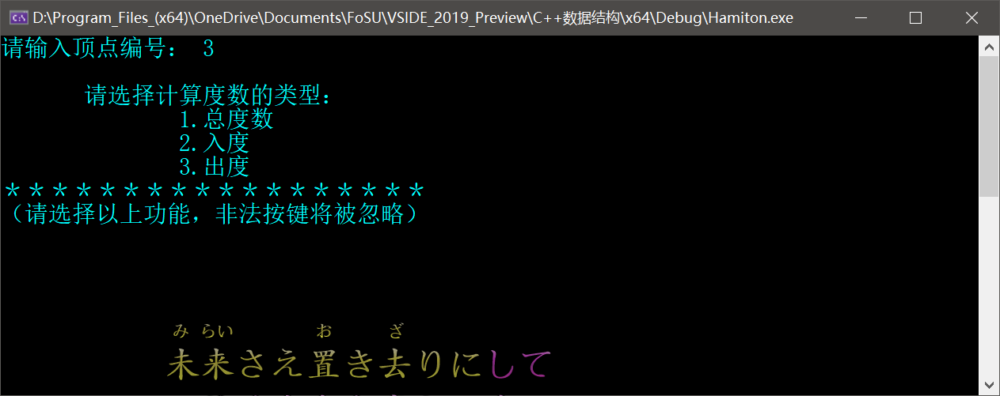 D:\Program_Files_(x64)\OneDrive\Documents\FoSU\VSIDE_2019_Preview\C++数据结构\x64\Debug\Hamiton.exe
请输入顶点编号: 3
请选择计算度数的类型:
1.总度数
2.入度
3.出度
* * * * * * * * * * * * * * * * * *
（请选择以上功能，非法按键将被忽略）
み らい お ざ
未来さえ置き去りにして